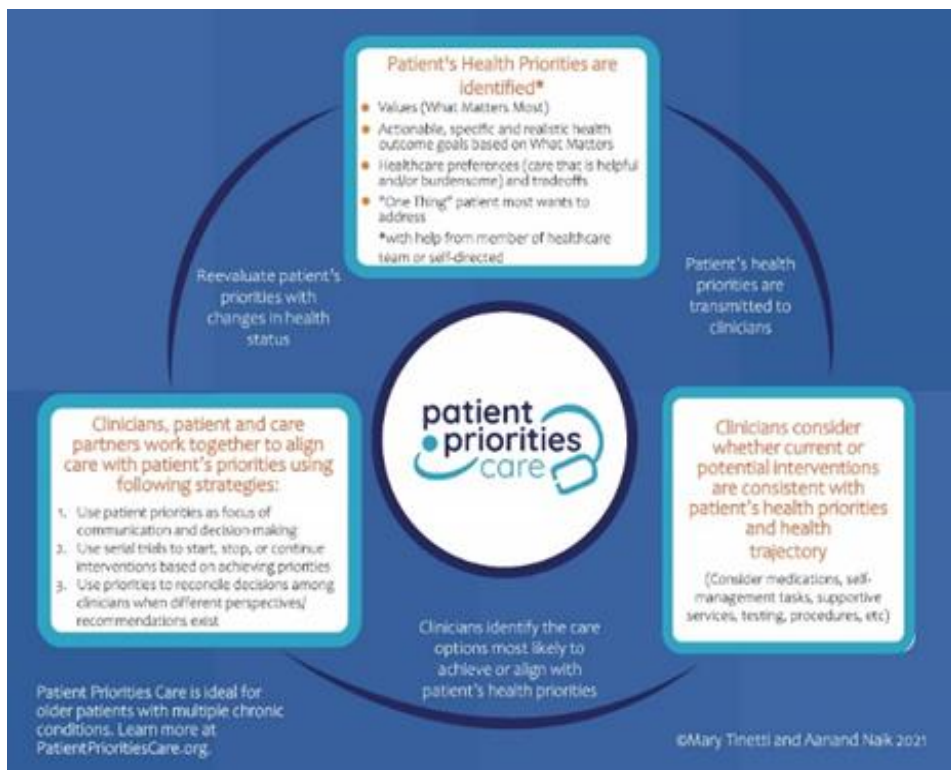 Patient's Health Priorities are
identified*
Values (What Matters Most)
Actionable, specific and realistic health
outcome goals based on What Matters
Healthcare preferences (care that is helpful
and/or burdensome) and tradeoffs
"One Thing" patient most wants to
address
*with help from member of healthcare
team or self-directed
Patient's health
priorities are
transmitted to
clinicians
Clinicians consider
whether current or
potential interventions
are consistent with
patient's health priorities
and health
trajectory
(Consider medications, self-
management tasks, supportive
services, testing, procedures, etc)
Clinicians identify the care
options most likely to
achieve or align with
patient's health priorities
Clinicians, patient and care
partners work together to align
care with patient's priorities using
following strategies:
1. Use patient priorities as focus of
communication and decision-making
2. Use serial trials to start, stop, or continue
interventions based on achieving priorities
3. Use priorities to reconcile decisions among
clinicians when different perspectives/
recommendations exist
Reevaluate patient's
priorities with
changes in health
status
patient
priorities
care
Patient Priorities Care is ideal for
older patients with multiple chronic
conditions. Learn more at
PatientPrioritiesCare.org.
©Mary Tinetti and Aanand Naik 2021